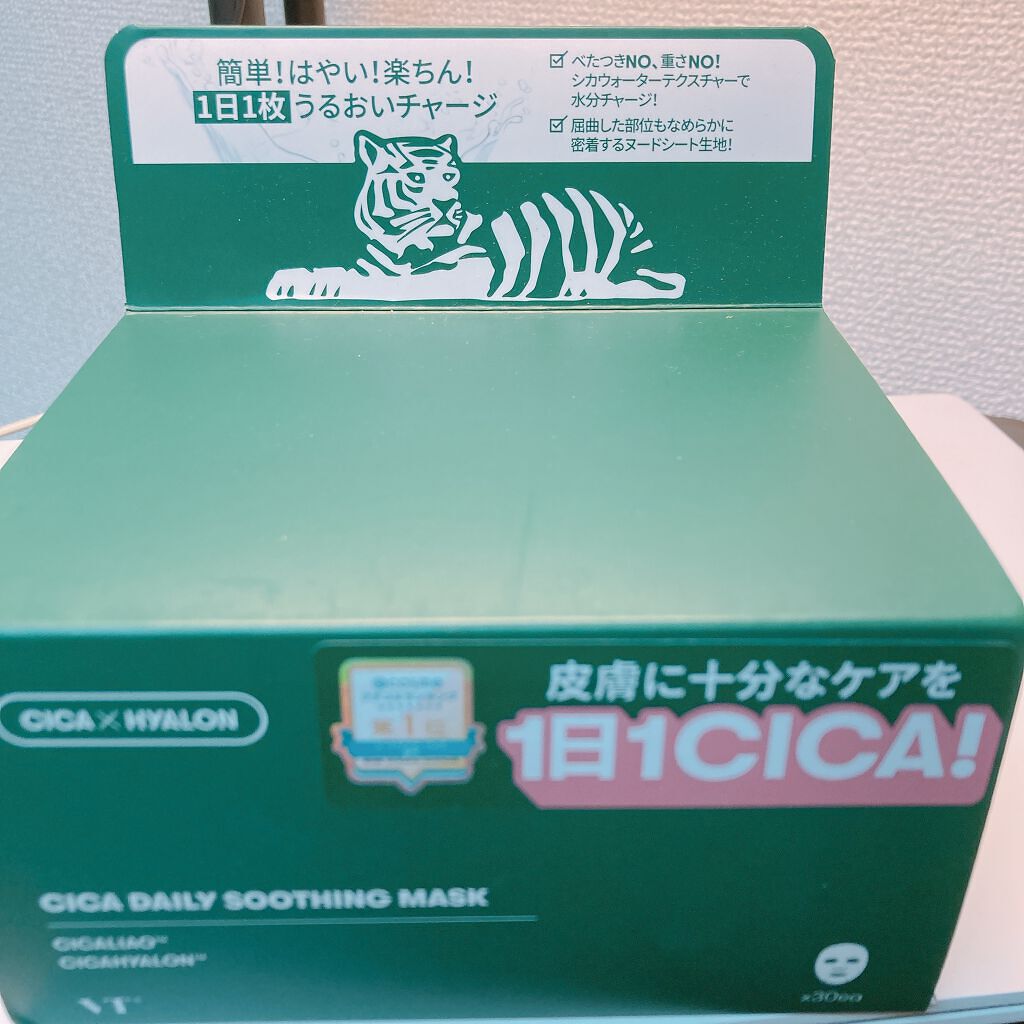 簡単!はやい!楽ちん!
1日1枚うるおいチャージ
べたつきNO、重さNO!
シカウォーターテクスチャーで
水分チャージ!
屈曲した部位もなめらかに
密着するヌードシート生地!
CICA×HYALON
第1位
皮膚に十分なケアを
1日1CICA!
CICA DAILY SOOTHING MASK
CICALIAO™
CICAHYALON™
VT
x30ea